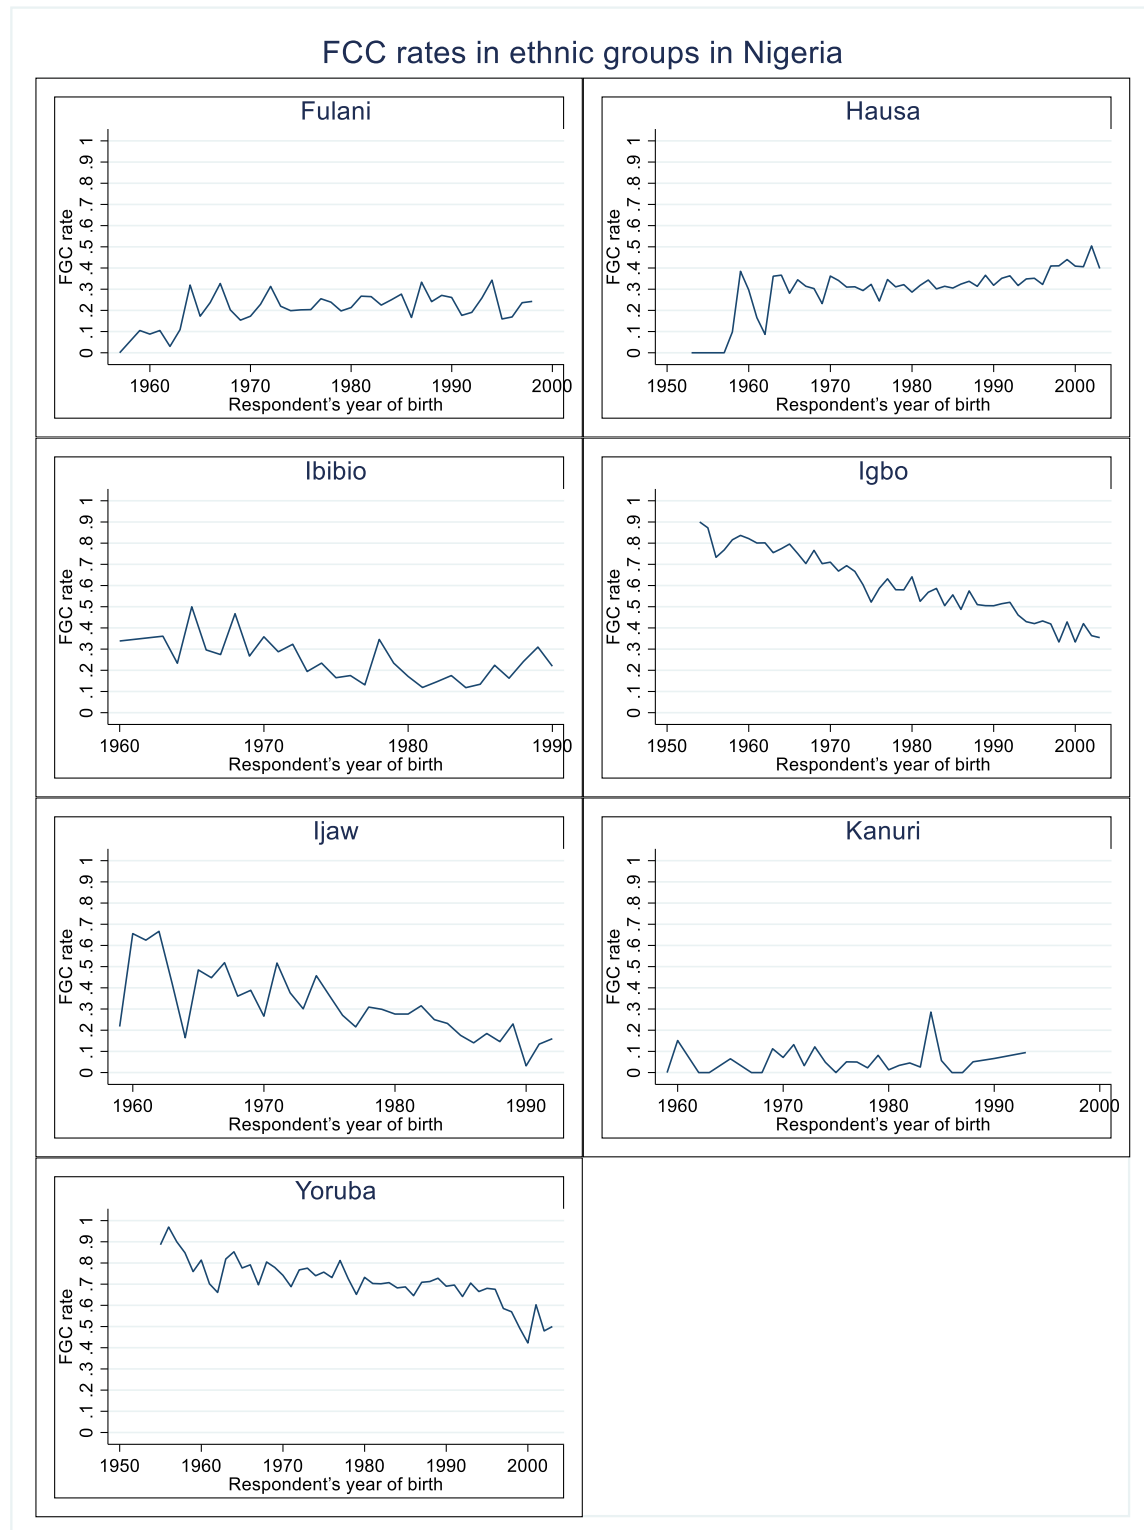 FCC rates in ethnic groups in Nigeria
Fulani
FGC rate
1
.9
.8
.7
.6
.5
.4
.3
.2
.1
0
1960 1970 1980 1990 2000
Respondent's year of birth
Hausa
FGC rate
1
.9
.8
.7
.6
.5
.4
.3
.2
.1
0
1950 1960 1970 1980 1990 2000
Respondent's year of birth
Ibibio
FGC rate
1
.9
.8
.7
.6
.5
.4
.3
.2
.1
0
1960 1970 1980 1990
Respondent's year of birth
Igbo
FGC rate
1
.9
.8
.7
.6
.5
.4
.3
.2
.1
0
1950 1960 1970 1980 1990 2000
Respondent's year of birth
Ijaw
FGC rate
1
.9
.8
.7
.6
.5
.4
.3
.2
.1
0
1960 1970 1980 1990
Respondent's year of birth
Kanuri
FGC rate
1
.9
.8
.7
.6
.5
.4
.3
.2
.1
0
1960 1970 1980 1990 2000
Respondent's year of birth
Yoruba
FGC rate
1
.9
.8
.7
.6
.5
.4
.3
.2
.1
0
1950 1960 1970 1980 1990 2000
Respondent's year of birth